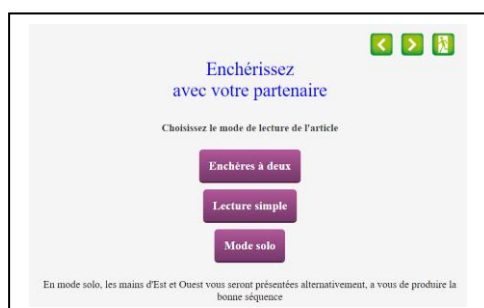 Enchérissez
avec votre partenaire
Choisissez le mode de lecture de l'article
Enchères à deux
Lecture simple
Mode solo
En mode solo, les mains d'Est et Ouest vous seront présentées alternativement, a vous de produire la
bonne séquence